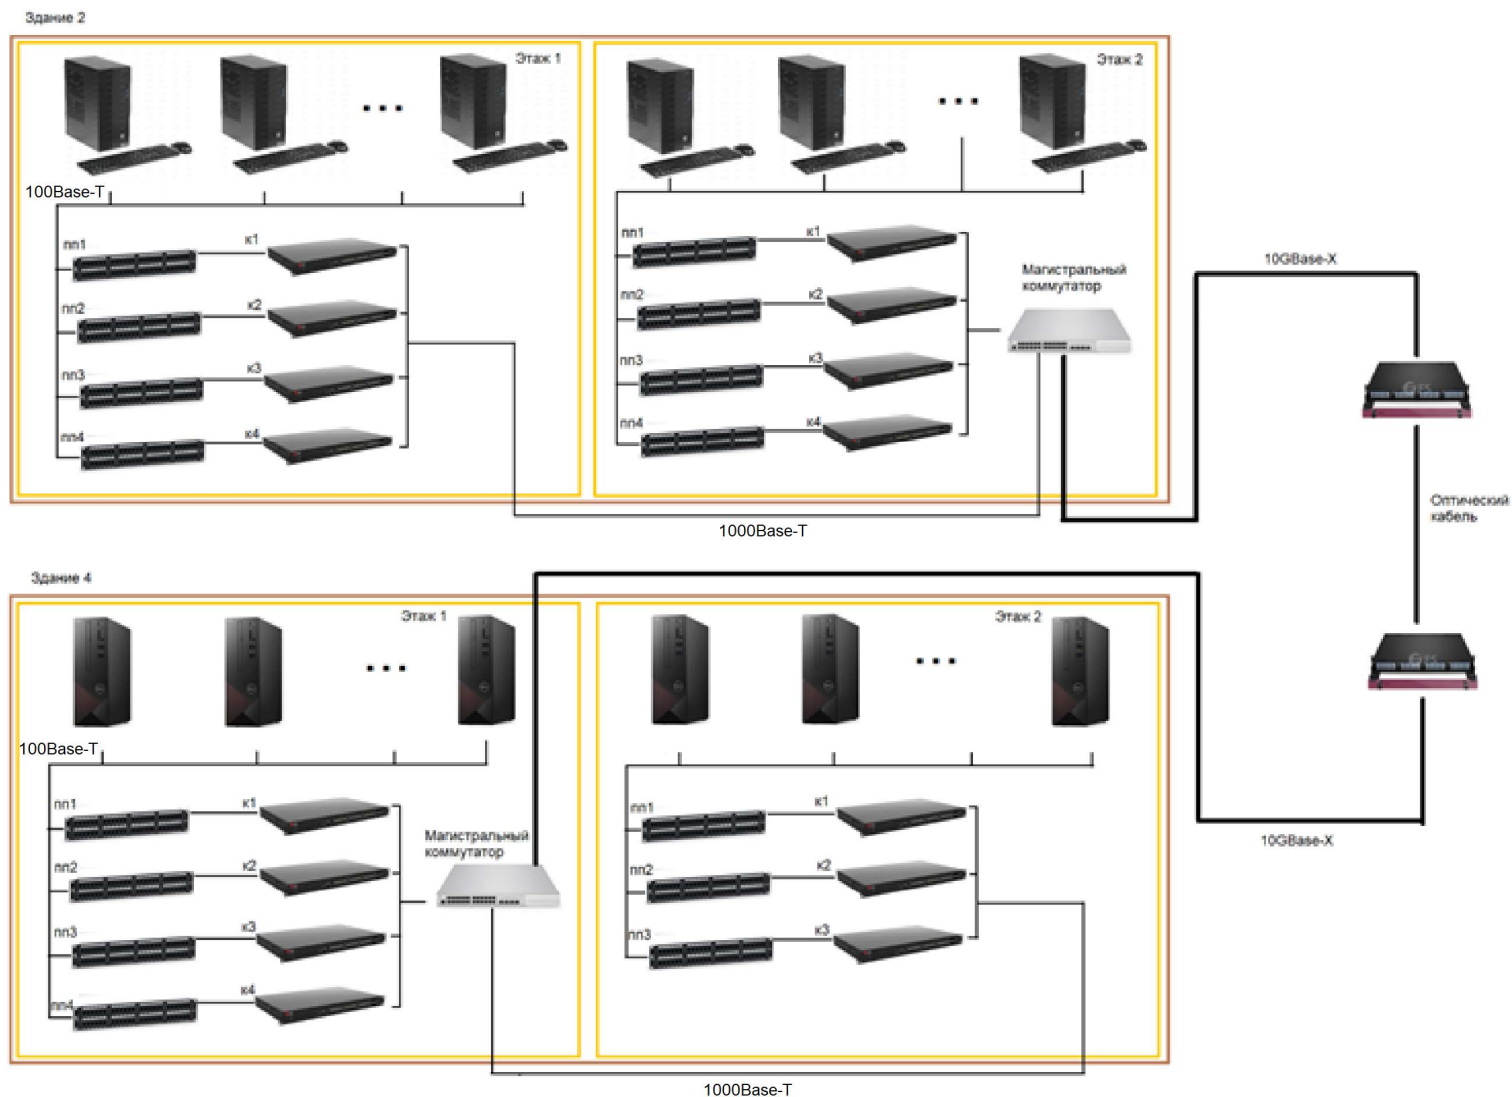 Здание 2
Этаж 1
Этаж 2
100Base-T
пп1
к1
пп2
к2
пп3
к3
пп4
к4
пп1
к1
пп2
к2
пп3
к3
пп4
к4
Магистральный
коммутатор
10GBase-X
FS
Оптический
кабель
1000Base-T
Здание 4
Этаж 1
Этаж 2
FS
100Base-T
пп1
к1
пп2
к2
пп3
к3
пп4
к4
Магистральный
коммутатор
пп1
к1
пп2
к2
пп3
к3
10GBase-X
1000Base-T